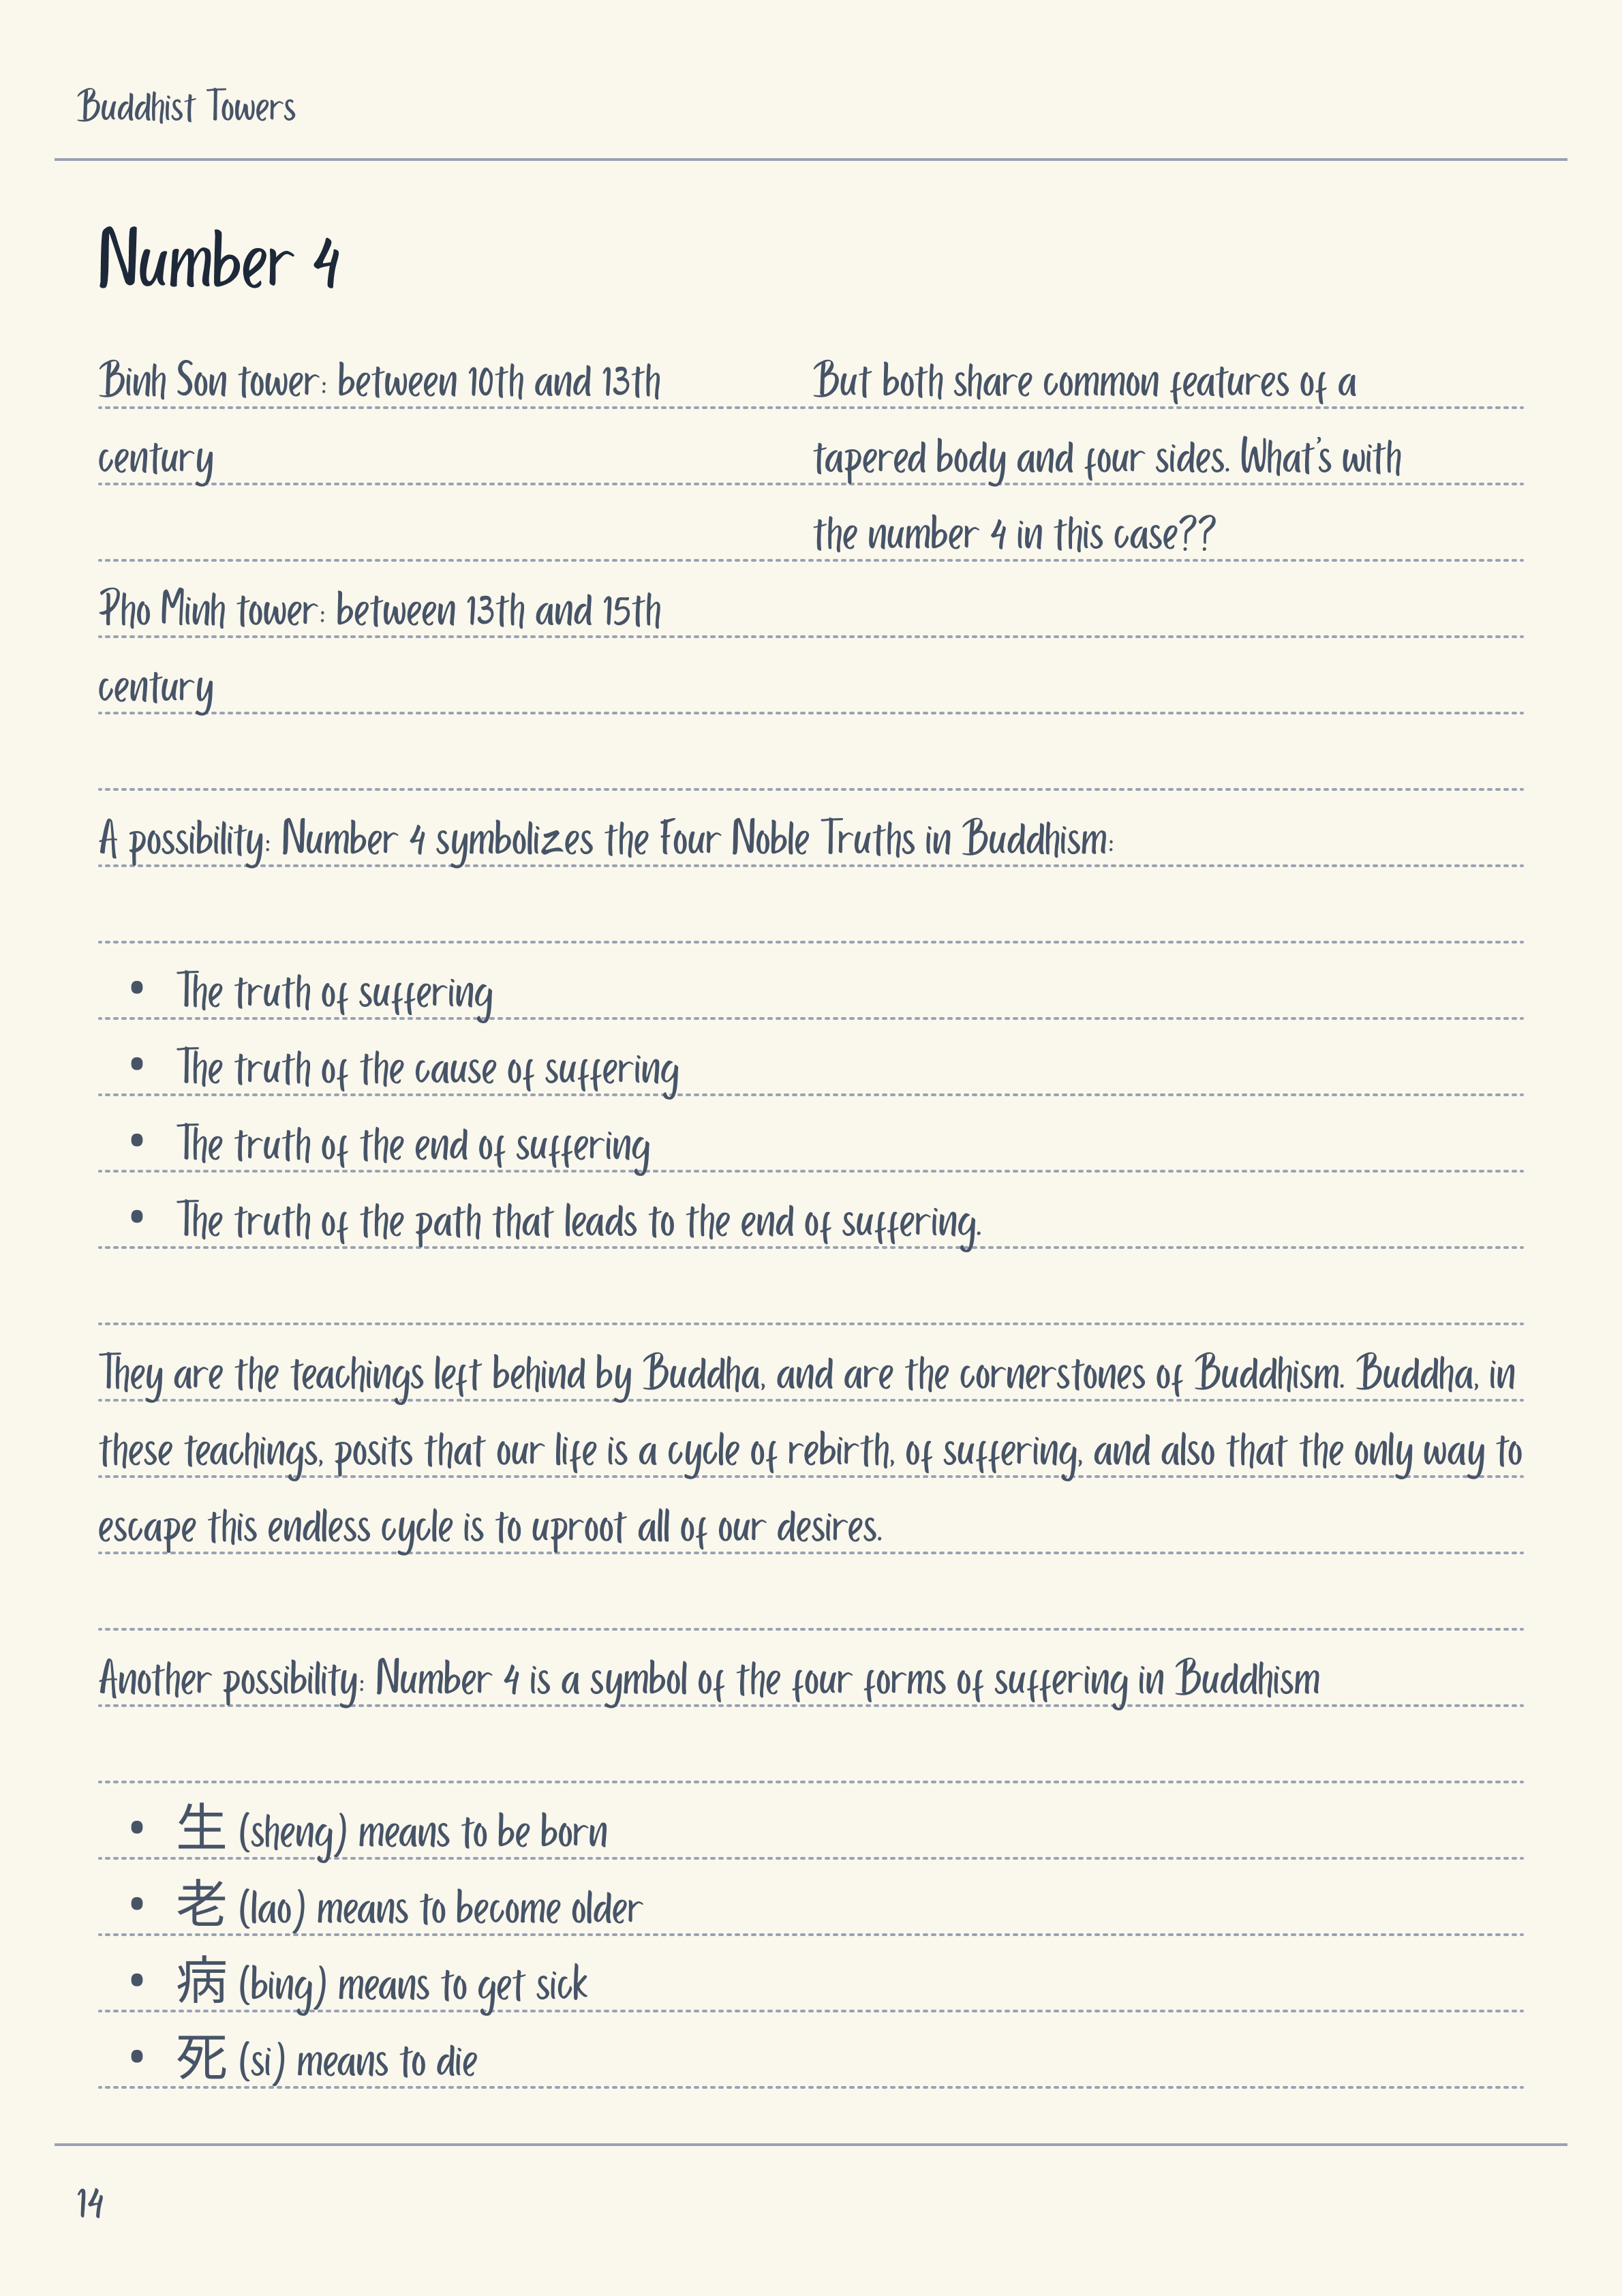 Buddhist Towers
Number 4
Binh Son tower: between 10th and 13th
century
Pho Minh tower: between 13th and 15th
century
But both share common features of a
tapered body and four sides. What's with
the number 4 in this case??
A possibility: Number 4 symbolizes the Four Noble Truths in Buddhism:
• The truth of suffering
• The truth of the cause of suffering
• The truth of the end of suffering
• The truth of the path that leads to the end of suffering.
They are the teachings left behind by Buddha, and are the cornerstones of Buddhism. Buddha, in
these teachings, posits that our life is a cycle of rebirth, of suffering, and also that the only way to
escape this endless cycle is to uproot all of our desires.
Another possibility: Number 4 is a symbol of the four forms of suffering in Buddhism
• 生 (sheng) means to be born
• 老 (lao) means to become older
• 病 (bing) means to get sick
• 死 (si) means to die
14